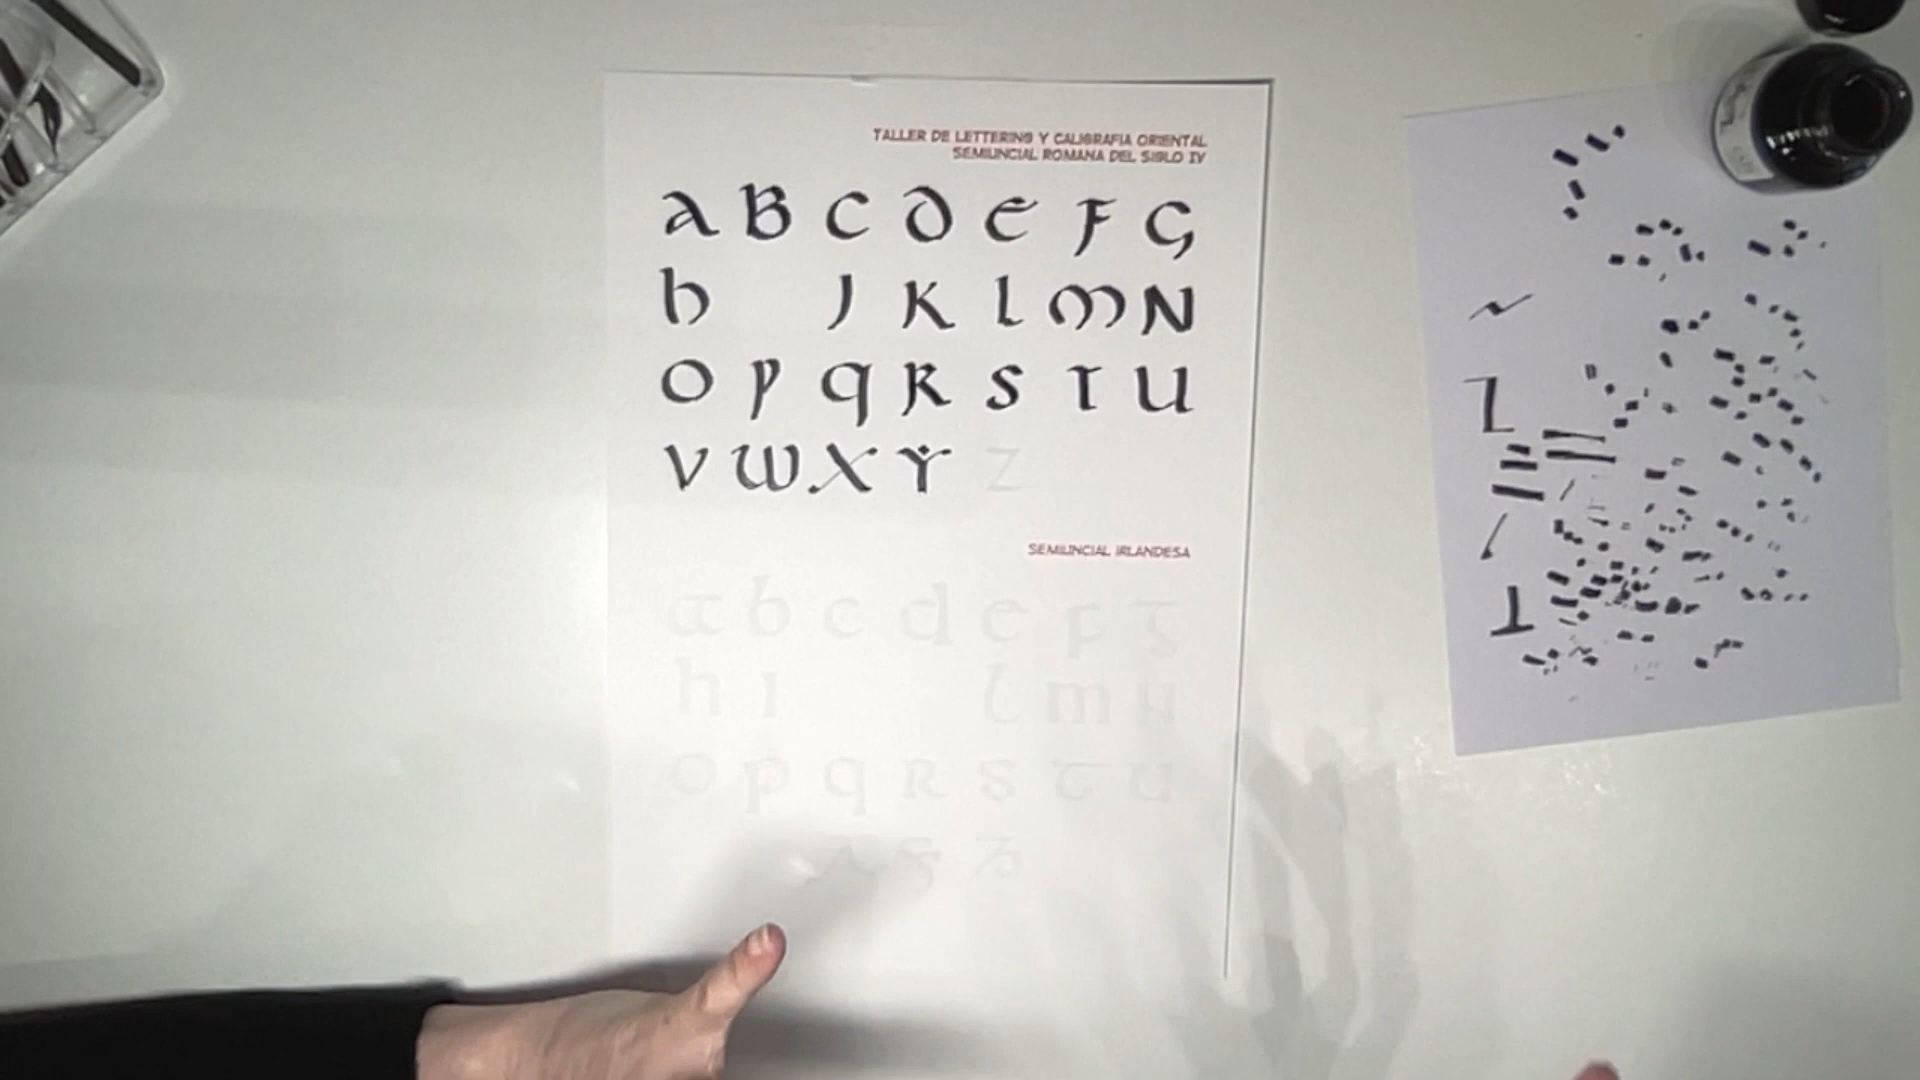 TALLER DE LETTERING Y CALIGRAFIA ORIENTAL
SEMIUNCIAL ROMANA DEL SIGLO IV
a B c d e F G
h J K l m N
o p q R s T u
V W X Y Z
SEMIUNCIAL IRLANDESA
a b c d e F G
h I l m N
o p q R S T U
X Y Z